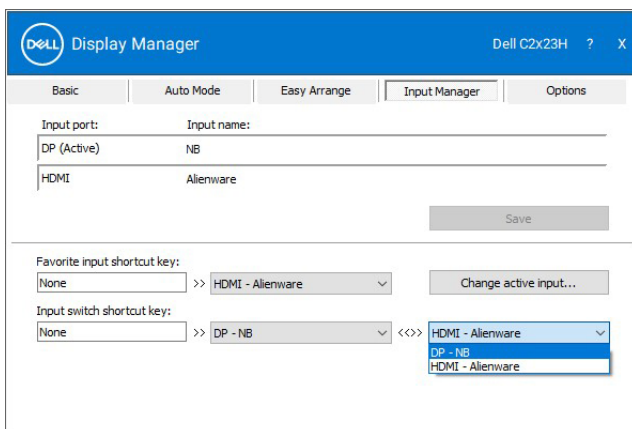 DELL Display Manager Dell C2x23H ? X
Basic Auto Mode Easy Arrange Input Manager Options
Input port: Input name:
DP (Active) NB
HDMI Alienware
Save
Favorite input shortcut key:
None >> HDMI - Alienware Change active input...
Input switch shortcut key:
None >> DP - NB <<>> HDMI - Alienware
DP - NB
HDMI - Alienware